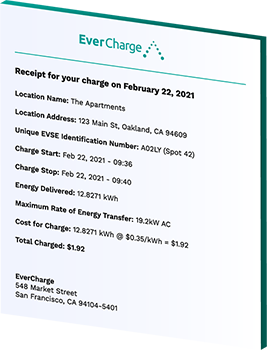 EverCharge
Receipt for your charge on February 22, 2021
Location Name: The Apartments
Location Address: 123 Main St, Oakland, CA 94609
Unique EVSE Identification Number: A02LY (Spot 42)
Charge Start: Feb 22, 2021 - 09:36
Charge Stop: Feb 22, 2021 - 09:40
Energy Delivered: 12.8271 kWh
Maximum Rate of Energy Transfer: 19.2kW AC
Cost for Charge: 12.8271 kWh @ $0.35/kWh = $1.92
Total Charged: $1.92
EverCharge
548 Market Street
San Francisco, CA 94104-5401